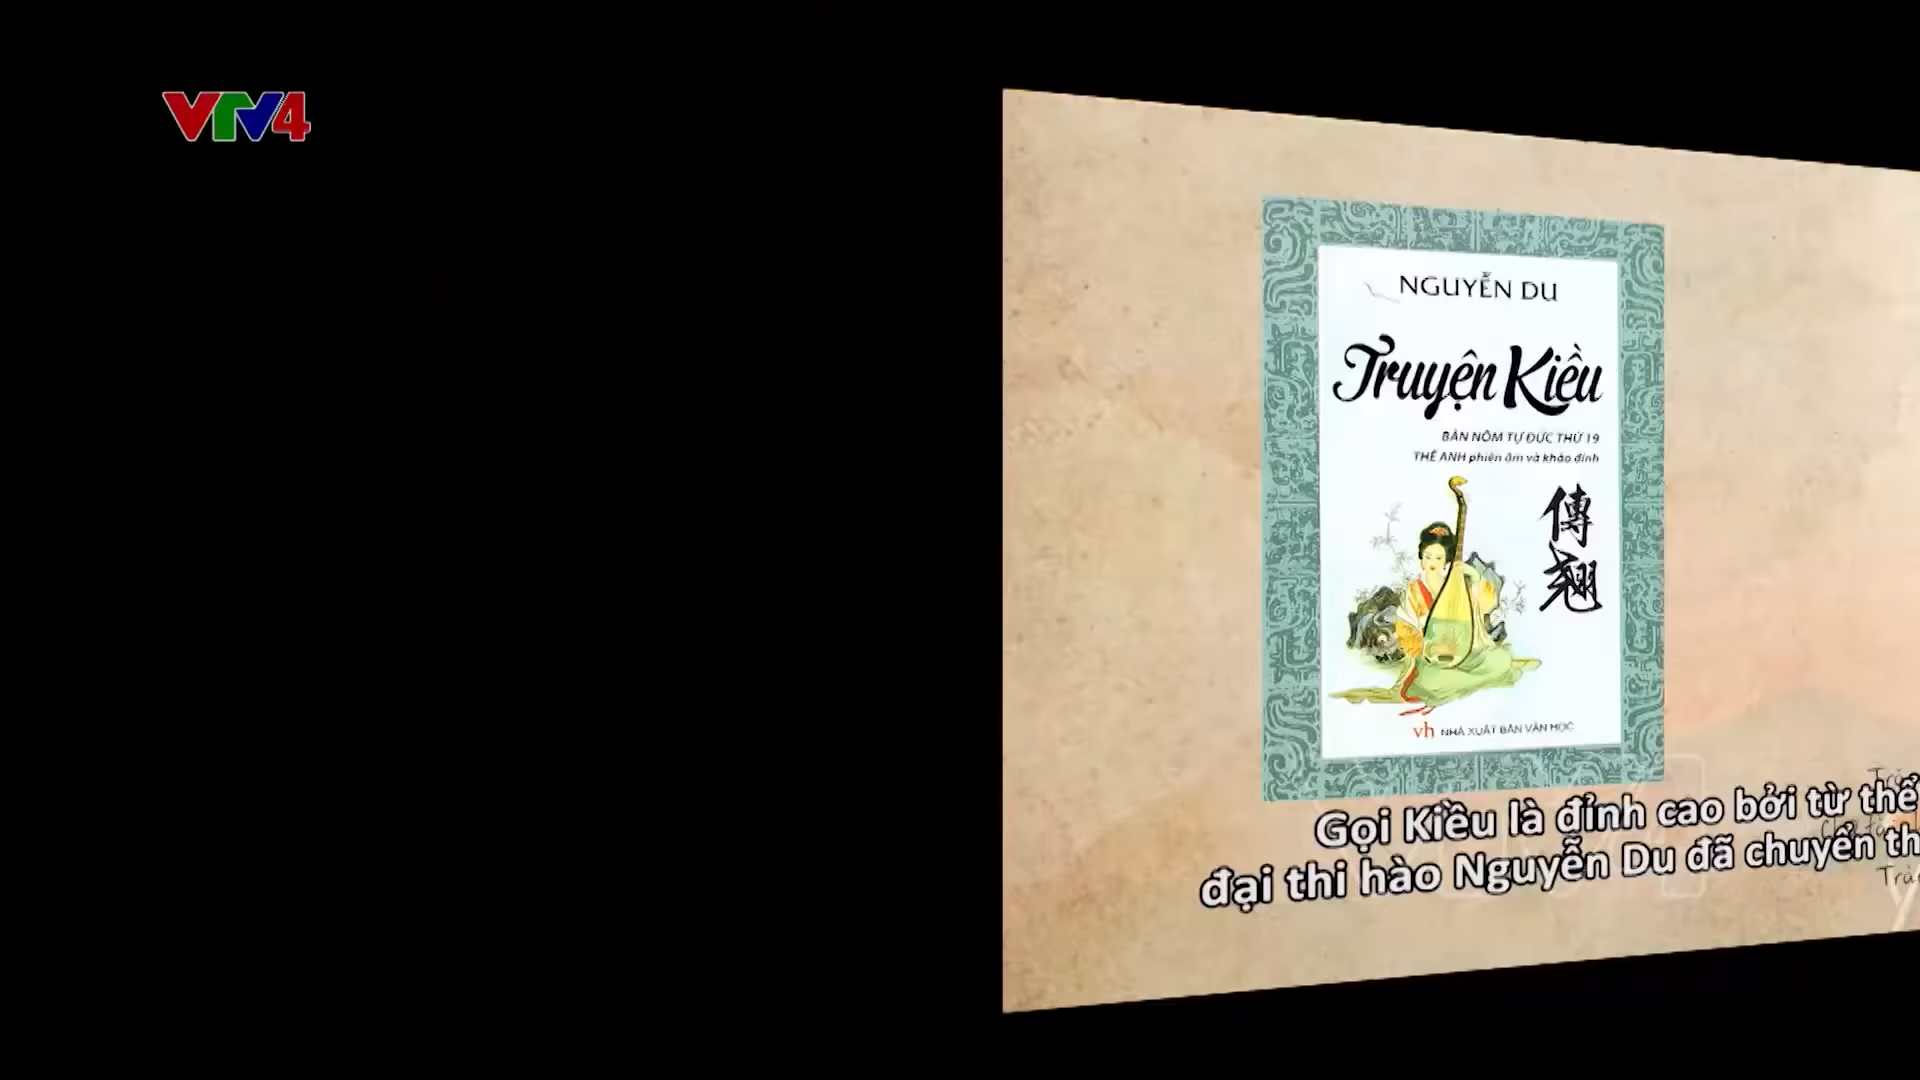 VTV4
NGUYỄN DU
Truyện Kiều
BẢN NÔM TỰ ĐỨC THỨ 19
THẾ ANH phiên âm và khảo đính
傳
翹
vh NHÀ XUẤT BẢN VĂN HỌC
Gọi Kiều là đỉnh cao bởi từ thể
đại thi hào Nguyễn Du đã chuyển th